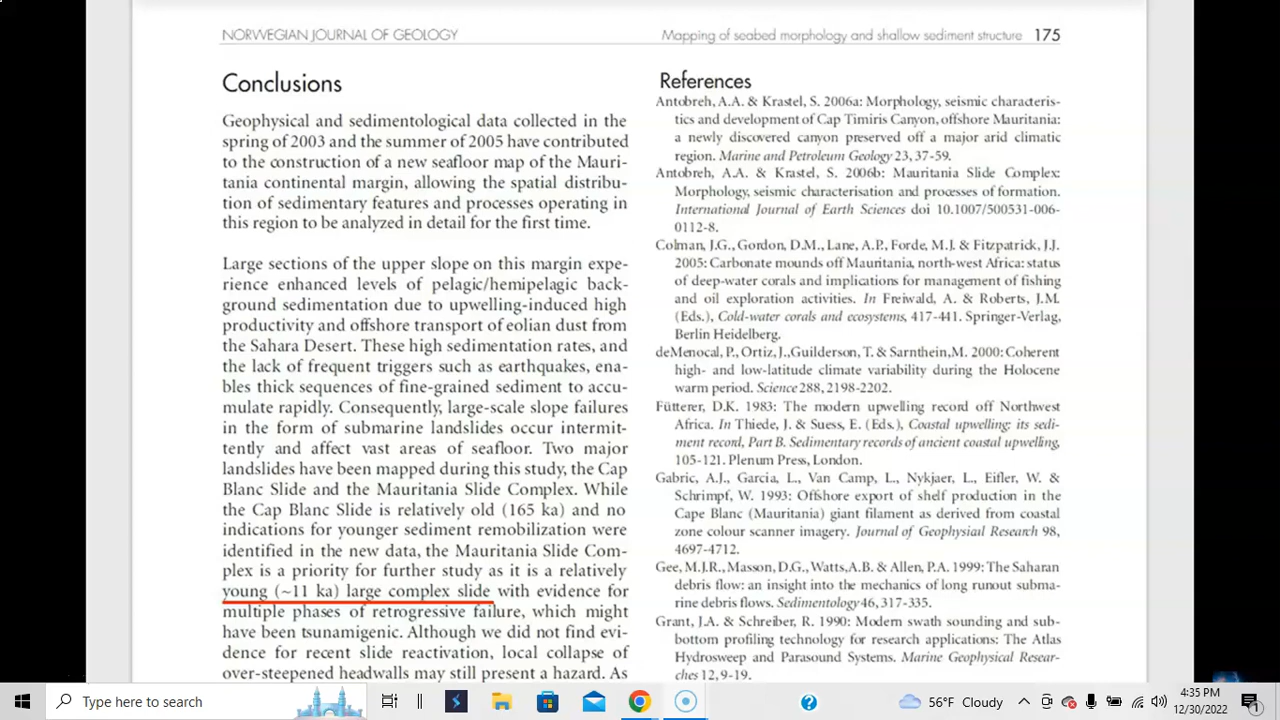 NORWEGIAN JOURNAL OF GEOLOGY
Mapping of seabed morphology and shallow sediment structure 175
Conclusions
Geophysical and sedimentological data collected in the
spring of 2003 and the summer of 2005 have contributed
to the construction of a new seafloor map of the Mauri-
tania continental margin, allowing the spatial distribu-
tion of sedimentary features and processes operating in
this region to be analyzed in detail for the first time.
Large sections of the upper slope on this margin expe-
rience enhanced levels of pelagic/hemipelagic back-
ground sedimentation due to upwelling-induced high
productivity and offshore transport of eolian dust from
the Sahara Desert. These high sedimentation rates, and
the lack of frequent triggers such as earthquakes, ena-
bles thick sequences of fine-grained sediment to accu-
mulate rapidly. Consequently, large-scale slope failures
in the form of submarine landslides occur intermit-
tently and affect vast areas of seafloor. Two major
landslides have been mapped during this study, the Cap
Blanc Slide and the Mauritania Slide Complex. While
the Cap Blanc Slide is relatively old (165 ka) and no
indications for younger sediment remobilization were
identified in the new data, the Mauritania Slide Com-
plex is a priority for further study as it is a relatively
young (~11 ka) large complex slide with evidence for
multiple phases of retrogressive failure, which might
have been tsunamigenic. Although we did not find evi-
dence for recent slide reactivation, local collapse of
over-steepened headwalls may still present a hazard. As
References
Antobreh, A.A. & Krastel, S. 2006a: Morphology, seismic characteris-
tics and development of Cap Timiris Canyon, offshore Mauritania:
a newly discovered canyon preserved off a major arid climatic
region. Marine and Petroleum Geology 23, 37-59.
Antobreh, A.A. & Krastel, S. 2006b: Mauritania Slide Complex:
Morphology, seismic characterisation and processes of formation.
International Journal of Earth Sciences doi 10.1007/500531-006-
0112-8.
Colman, J.G., Gordon, D.M., Lane, A.P., Forde, M.J. & Fitzpatrick, J.J.
2005: Carbonate mounds off Mauritania, north-west Africa: status
of deep-water corals and implications for management of fishing
and oil exploration activities. In Freiwald, A. & Roberts, J.M.
(Eds.), Cold-water corals and ecosystems, 417-441. Springer-Verlag,
Berlin Heidelberg.
deMenocal, P., Ortiz, J.,Guilderson, T. & Sarnthein,M. 2000: Coherent
high- and low-latitude climate variability during the Holocene
warm period. Science 288, 2198-2202.
Fütterer, D.K. 1983: The modern upwelling record off Northwest
Africa. In Thiede, J. & Suess, E. (Eds.), Coastal upwelling: its sedi-
ment record, Part B. Sedimentary records of ancient coastal upwelling,
105-121. Plenum Press, London.
Gabric, A.J., Garcia, L., Van Camp, L., Nykjaer, L., Eifler, W. &
Schrimpf, W. 1993: Offshore export of shelf production in the
Cape Blanc (Mauritania) giant filament as derived from coastal
zone colour scanner imagery. Journal of Geophysial Research 98,
4697-4712.
Gee, M.J.R., Masson, D.G., Watts,A.B. & Allen, P.A. 1999: The Saharan
debris flow: an insight into the mechanics of long runout subma-
rine debris flows. Sedimentology 46, 317-335.
Grant, J.A. & Schreiber, R. 1990: Modern swath sounding and sub-
bottom profiling technology for research applications: The Atlas
Hydrosweep and Parasound Systems. Marine Geophysical Resear-
ches 12, 9-19.
Type here to search
56°F Cloudy
4:35 PM
12/30/2022
1